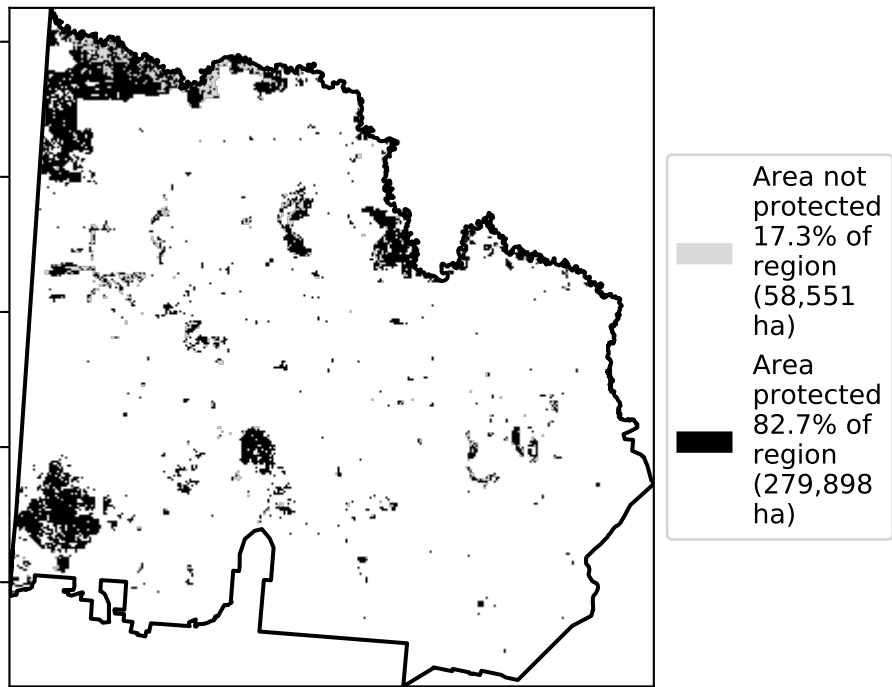 Area not
protected
17.3% of
region
(58,551
ha)
Area
protected
82.7% of
region
(279,898
ha)